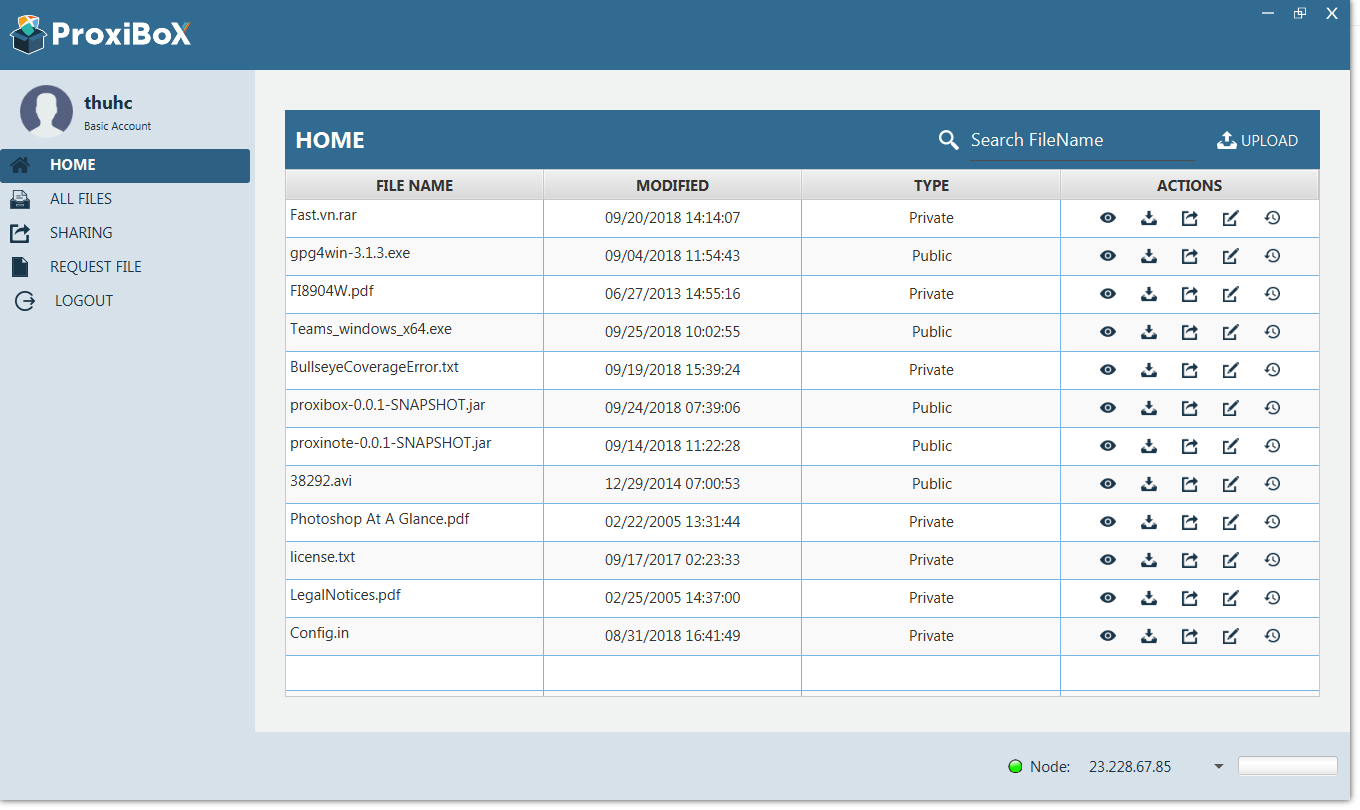 ProxiBoX
thuhc
Basic Account
HOME
ALL FILES
SHARING
REQUEST FILE
LOGOUT
HOME Search FileName UPLOAD
FILE NAME MODIFIED TYPE ACTIONS
Fast.vn.rar 09/20/2018 14:14:07 Private
gpg4win-3.1.3.exe 09/04/2018 11:54:43 Public
FI8904W.pdf 06/27/2013 14:55:16 Private
Teams_windows_x64.exe 09/25/2018 10:02:55 Public
BullseyeCoverageError.txt 09/19/2018 15:39:24 Private
proxibox-0.0.1-SNAPSHOT.jar 09/24/2018 07:39:06 Public
proxinote-0.0.1-SNAPSHOT.jar 09/14/2018 11:22:28 Public
38292.avi 12/29/2014 07:00:53 Public
Photoshop At A Glance.pdf 02/22/2005 13:31:44 Private
license.txt 09/17/2017 02:23:33 Private
LegalNotices.pdf 02/25/2005 14:37:00 Private
Config.in 08/31/2018 16:41:49 Private
Node: 23.228.67.85